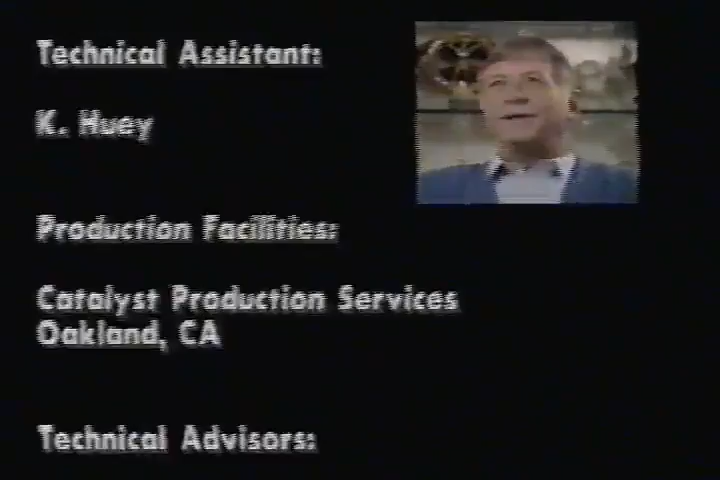 Technical Assistant:
K. Huey
Production Facilities:
Catalyst Production Services
Oakland, CA
Technical Advisors: